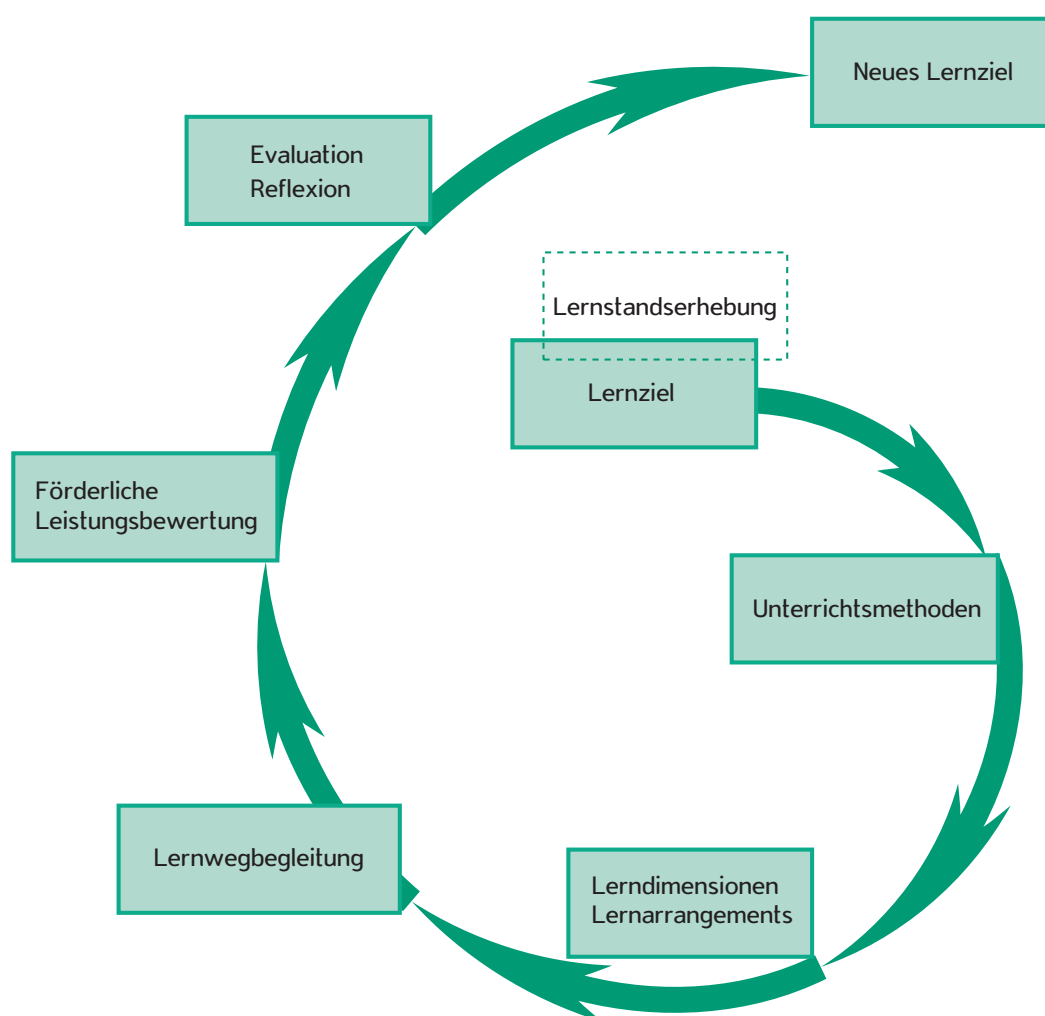 Neues Lernziel
Evaluation
Reflexion
Lernstandserhebung
Lernziel
Förderliche
Leistungsbewertung
Unterrichtsmethoden
Lernwegbegleitung
Lerndimensionen
Lernarrangements